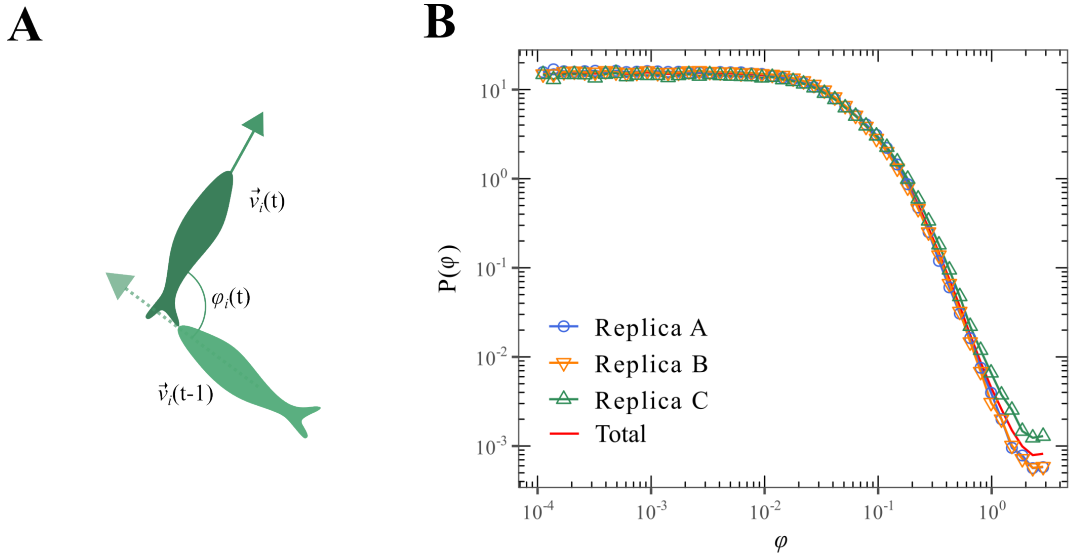 A
v⃗ᵢ(t)
φᵢ(t)
v⃗ᵢ(t-1)
B
10¹
10⁰
10⁻¹
10⁻²
10⁻³
P(φ)
Replica A
Replica B
Replica C
Total
10⁻⁴ 10⁻³ 10⁻² 10⁻¹ 10⁰
φ